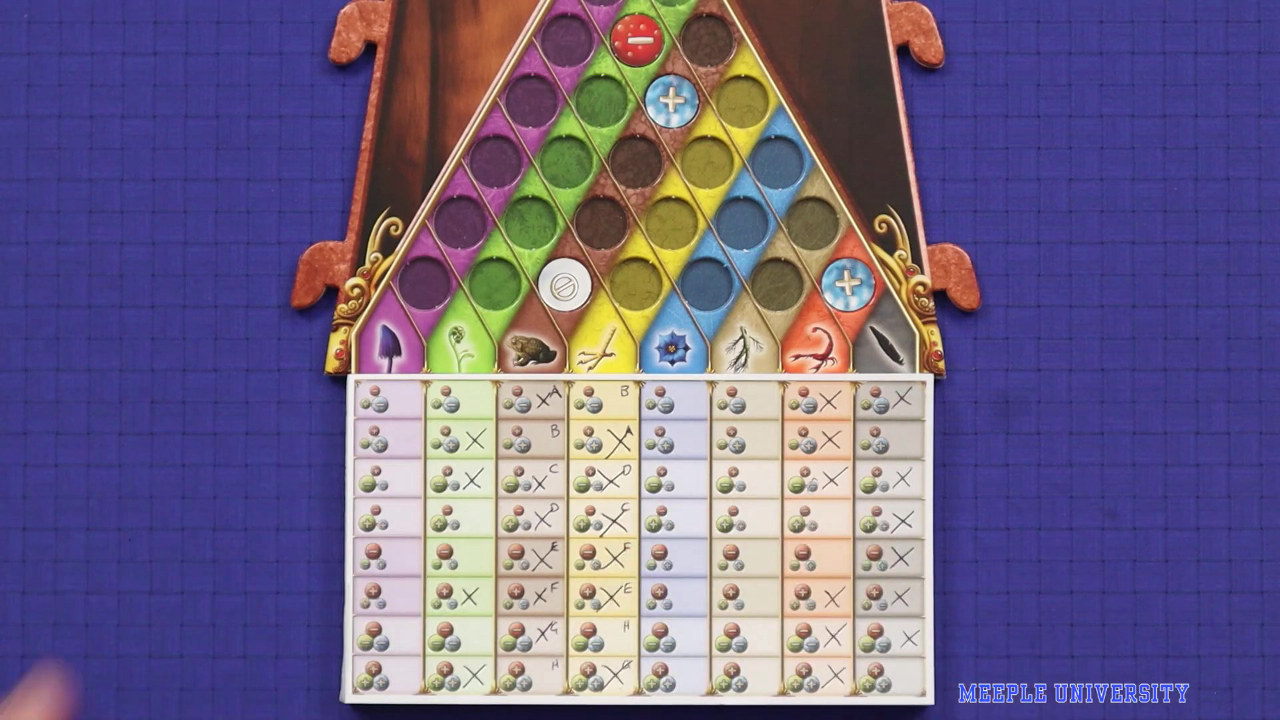 X A B X X
X B X A X
X X C X D X X
X D X C X
X E X F X
X X F X E X X
X G H X X
X H X G X
MEEPLE UNIVERSITY